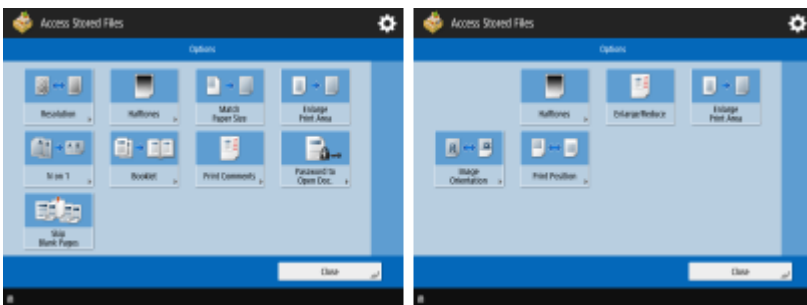 Access Stored Files
Options
Resolution
Halftones
Match
Paper Size
Enlarge
Print Area
N on 1
Booklet
Print Comments
Password to
Open Doc.
Skip
Blank Pages
Close
Access Stored Files
Options
Halftones
Enlarge/Reduce
Enlarge
Print Area
Image
Orientation
Print Position
Close